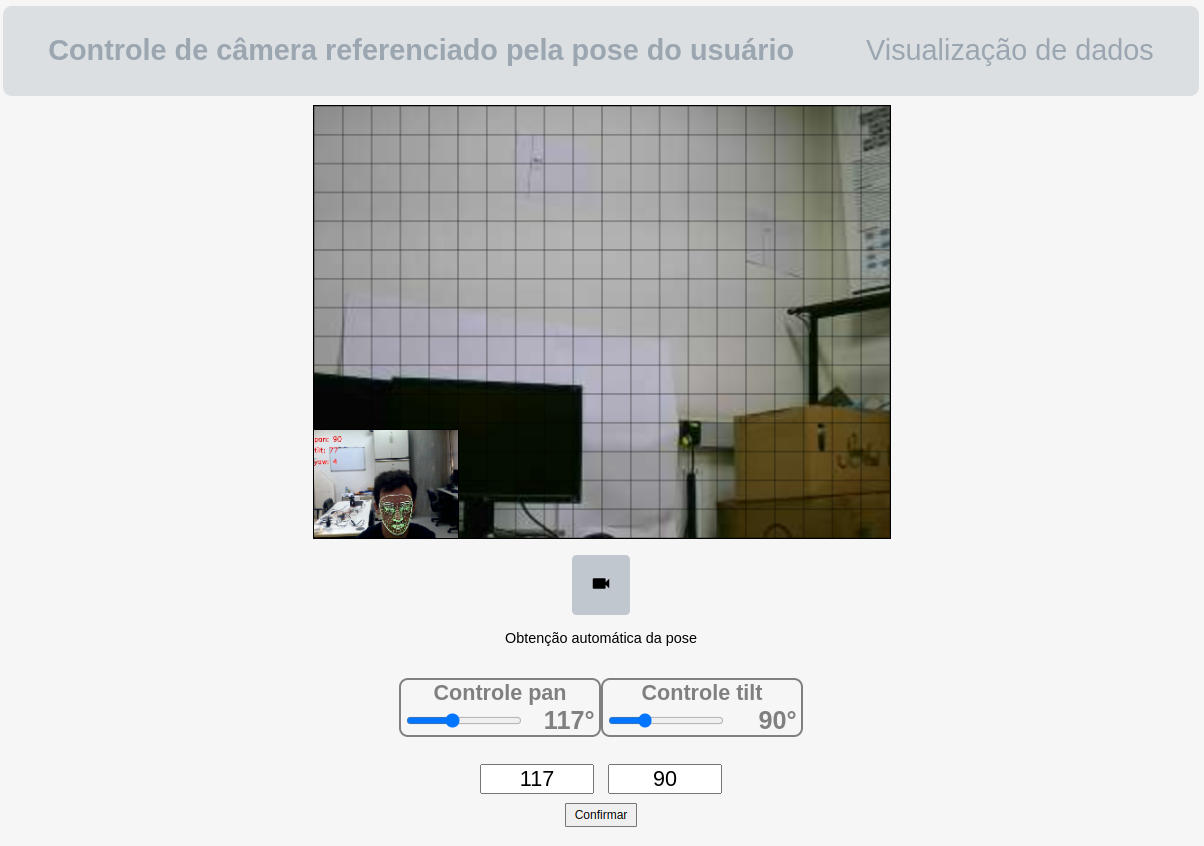 Controle de câmera referenciado pela pose do usuário
Visualização de dados
pan: 90
tilt: 77
yaw: 4
Obtenção automática da pose
Controle pan
117°
Controle tilt
90°
117
90
Confirmar